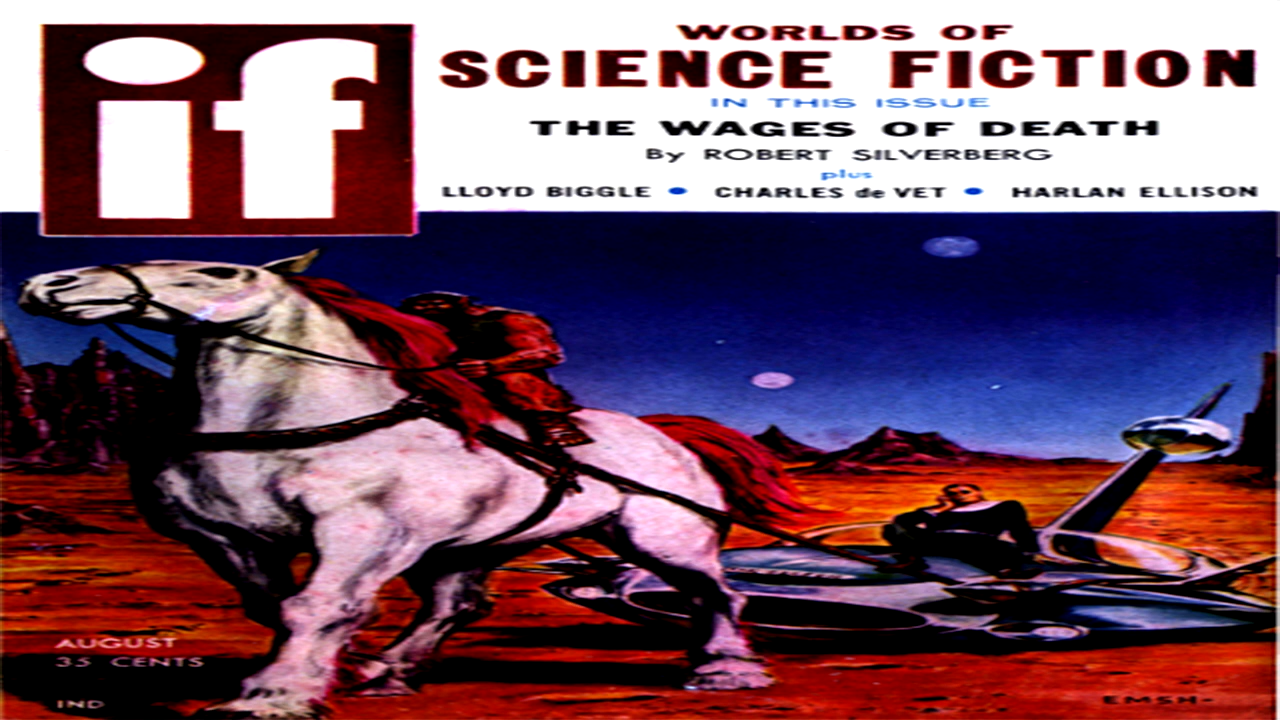 if
WORLDS OF
SCIENCE FICTION
IN THIS ISSUE
THE WAGES OF DEATH
By ROBERT SILVERBERG
plus
LLOYD BIGGLE • CHARLES de VET • HARLAN ELLISON
AUGUST
35 CENTS
IND
EMSH-